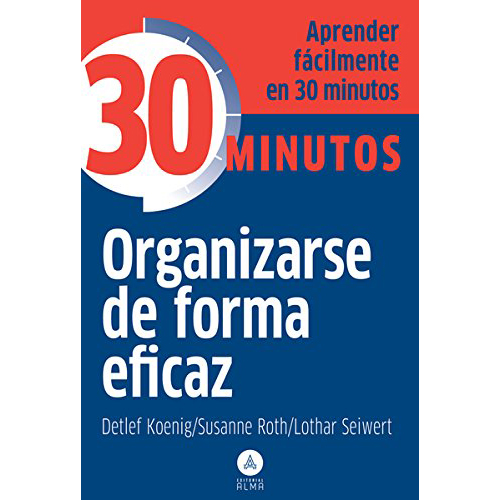 Aprender
fácilmente
en 30 minutos
30 MINUTOS
Organizarse
de forma
eficaz
Detlef Koenig/Susanne Roth/Lothar Seiwert
EDITORIAL
ALMA